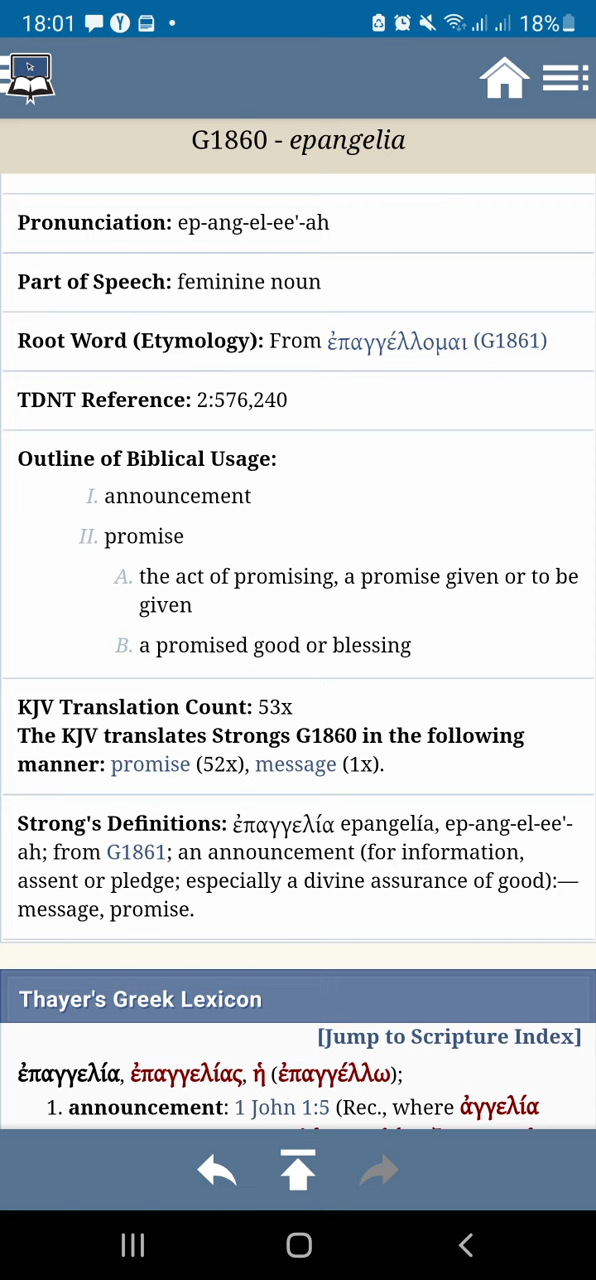 18:01
18%
G1860 - epangelia
Pronunciation: ep-ang-el-ee'-ah
Part of Speech: feminine noun
Root Word (Etymology): From ἐπαγγέλλομαι (G1861)
TDNT Reference: 2:576,240
Outline of Biblical Usage:
I. announcement
II. promise
A. the act of promising, a promise given or to be
given
B. a promised good or blessing
KJV Translation Count: 53x
The KJV translates Strongs G1860 in the following
manner: promise (52x), message (1x).
Strong's Definitions: ἐπαγγελία epangelía, ep-ang-el-ee'-
ah; from G1861; an announcement (for information,
assent or pledge; especially a divine assurance of good):—
message, promise.
Thayer's Greek Lexicon
[Jump to Scripture Index]
ἐπαγγελία, ἐπαγγελίας, ἡ (ἐπαγγέλλω);
1. announcement: 1 John 1:5 (Rec., where ἀγγελία